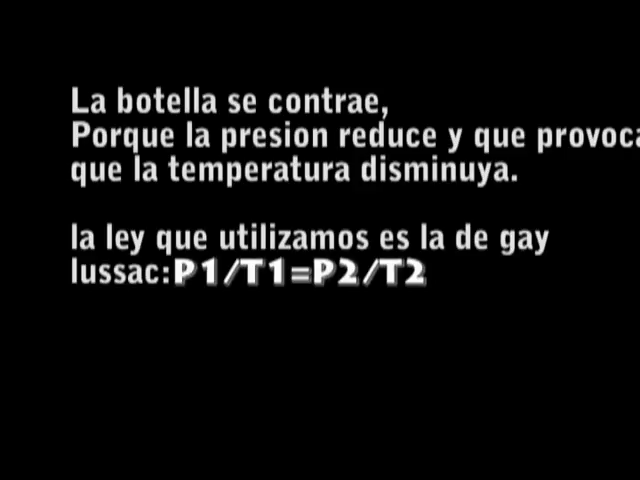 La botella se contrae,
Porque la presion reduce y que provoca
que la temperatura disminuya.
la ley que utilizamos es la de gay
lussac:P1/T1=P2/T2